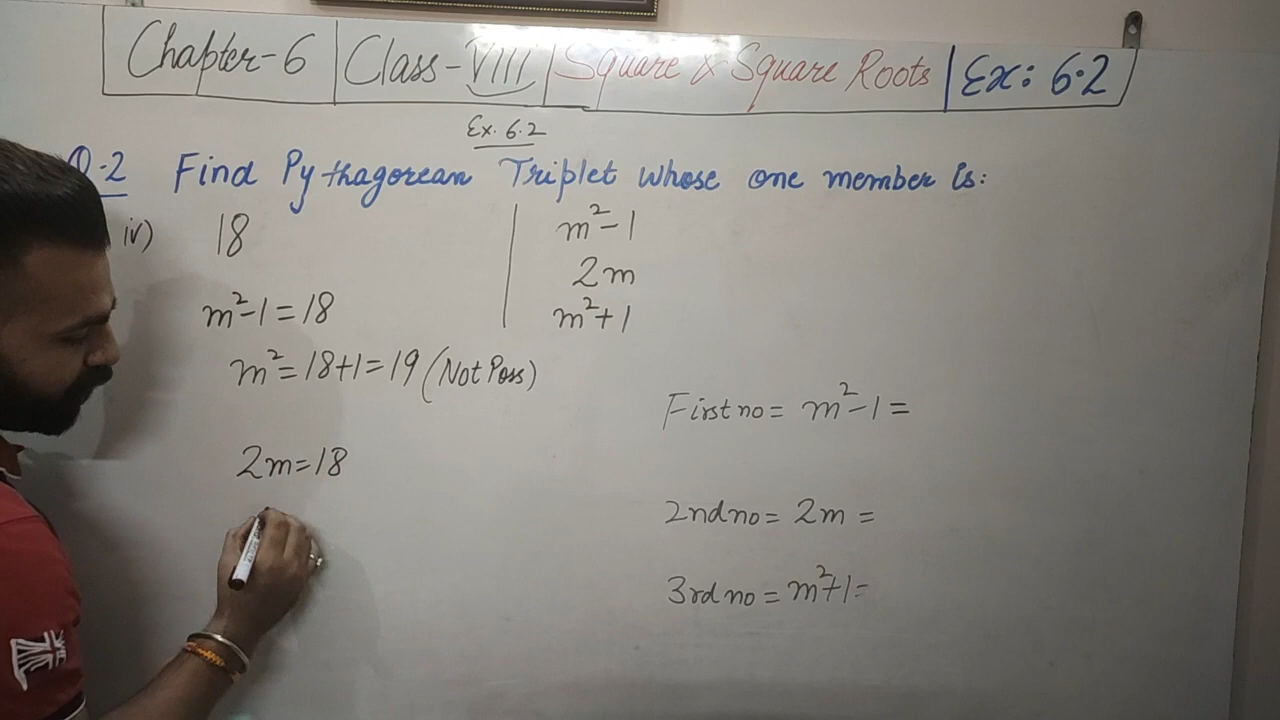 Chapter-6 | Class-VIII | Square & Square Roots | Ex: 6.2
Ex. 6.2
Q.2 Find Pythagorean Triplet whose one member is:
iv) 18
m²-1=18
m²=18+1=19 (Not Poss)
2m=18
m²-1
2m
m²+1
First no = m²-1=
2nd no = 2m =
3rd no = m²+1=